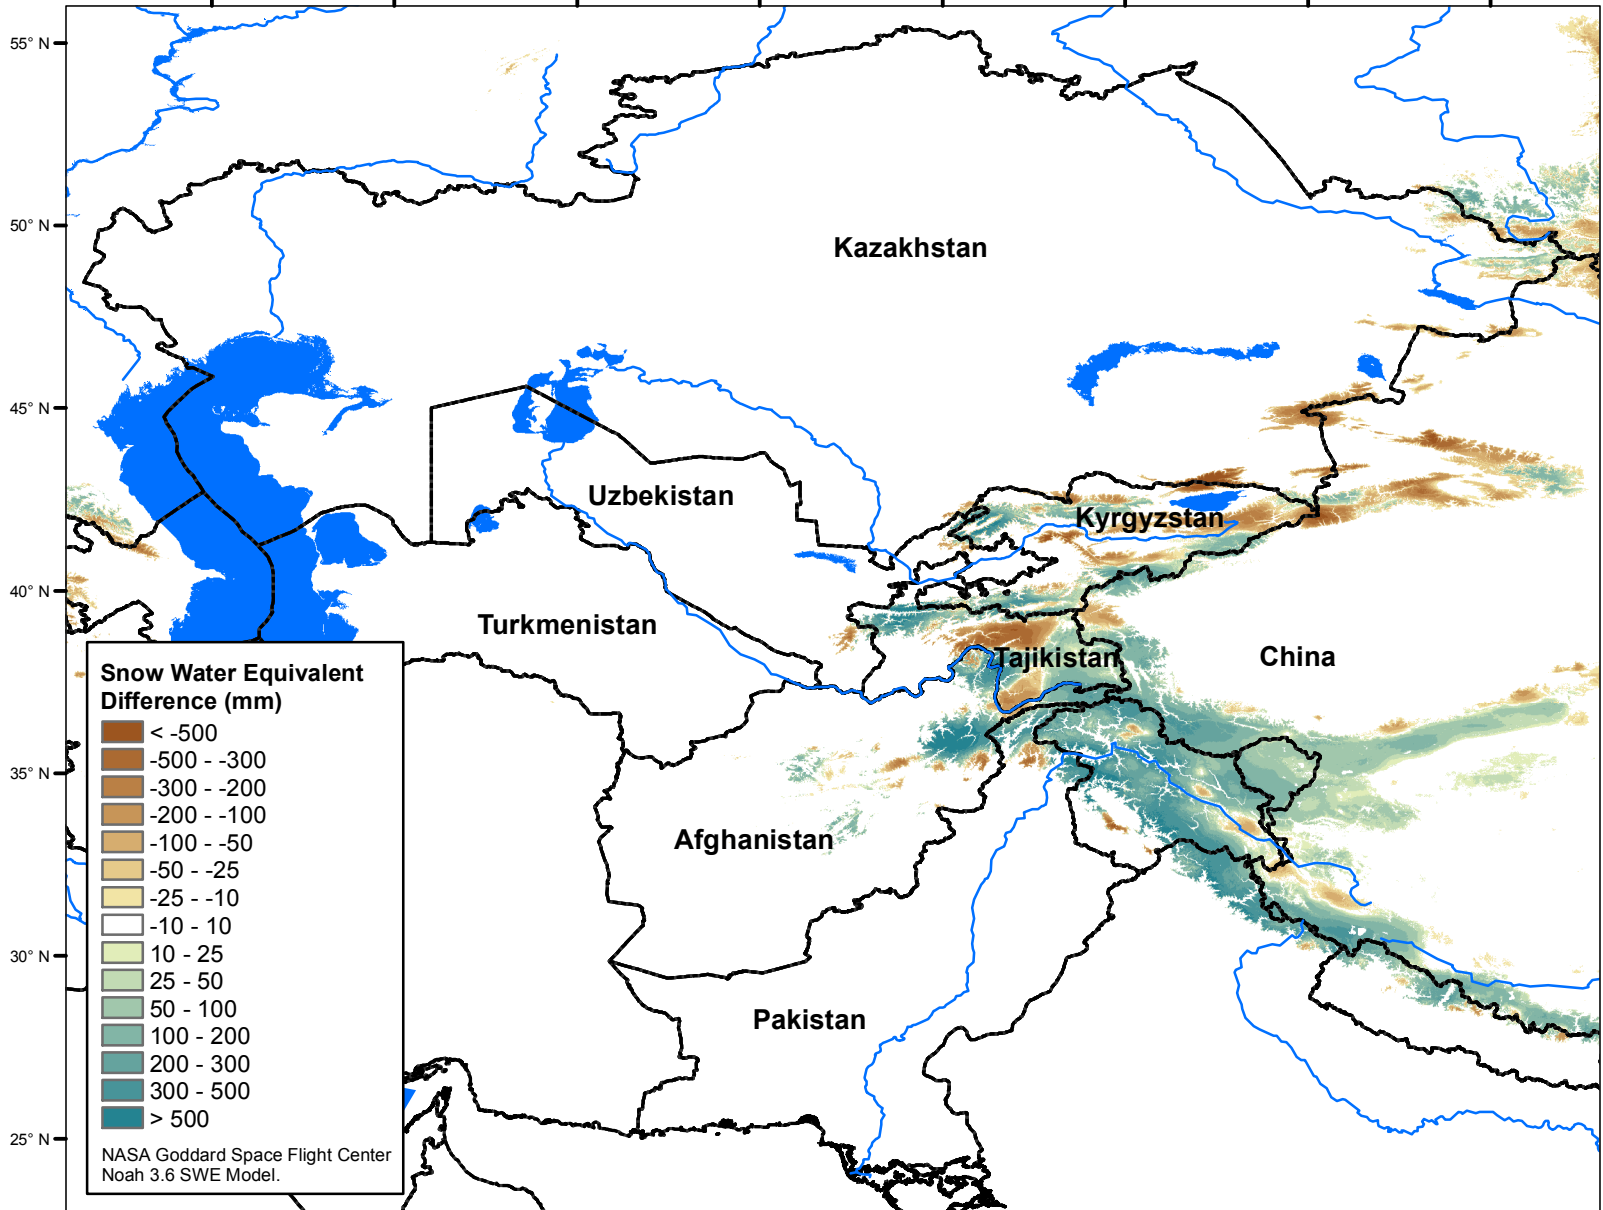 55° N
50° N
45° N
40° N
35° N
30° N
25° N
Kazakhstan
Uzbekistan
Kyrgyzstan
Turkmenistan
Tajikistan
China
Afghanistan
Pakistan
Snow Water Equivalent
Difference (mm)
< -500
-500 - -300
-300 - -200
-200 - -100
-100 - -50
-50 - -25
-25 - -10
-10 - 10
10 - 25
25 - 50
50 - 100
100 - 200
200 - 300
300 - 500
> 500
NASA Goddard Space Flight Center
Noah 3.6 SWE Model.